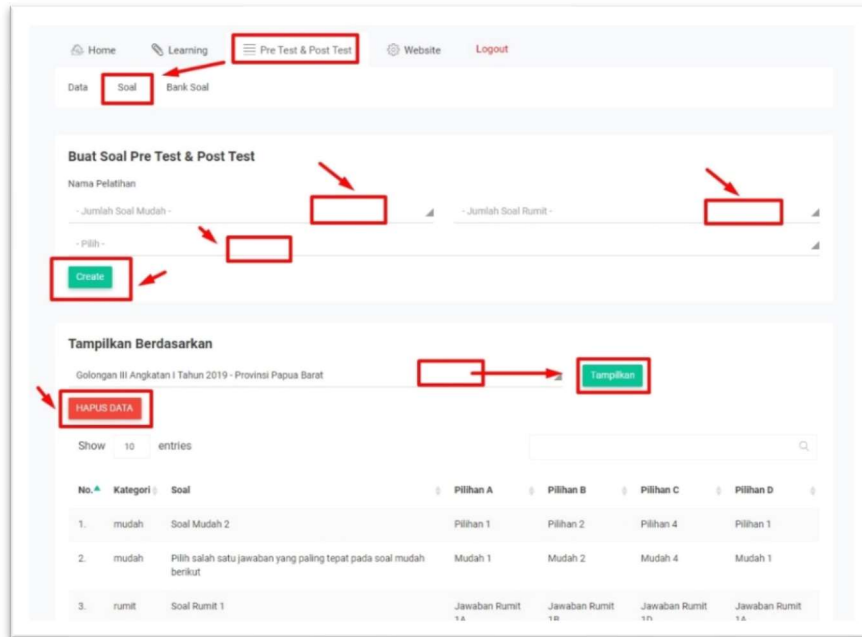 Home Learning Pre Test & Post Test Website Logout
Data Soal Bank Soal
Buat Soal Pre Test & Post Test
Nama Pelatihan
- Jumlah Soal Mudah - - Jumlah Soal Rumit -
- Pilih -
Create
Tampilkan Berdasarkan
Golongan III Angkatan I Tahun 2019 - Provinsi Papua Barat Tampilkan
HAPUS DATA
Show 10 entries
No. Kategori Soal Pilihan A Pilihan B Pilihan C Pilihan D
1. mudah Soal Mudah 2 Pilihan 1 Pilihan 2 Pilihan 4 Pilihan 1
2. mudah Pilih salah satu jawaban yang paling tepat pada soal mudah Mudah 1 Mudah 2 Mudah 4 Mudah 1
berikut
3. rumit Soal Rumit 1 Jawaban Rumit Jawaban Rumit Jawaban Rumit Jawaban Rumit
1A 1B 1D 1A